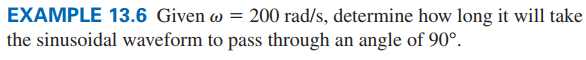 EXAMPLE 13.6 Given ω = 200 rad/s, determine how long it will take
the sinusoidal waveform to pass through an angle of 90°.